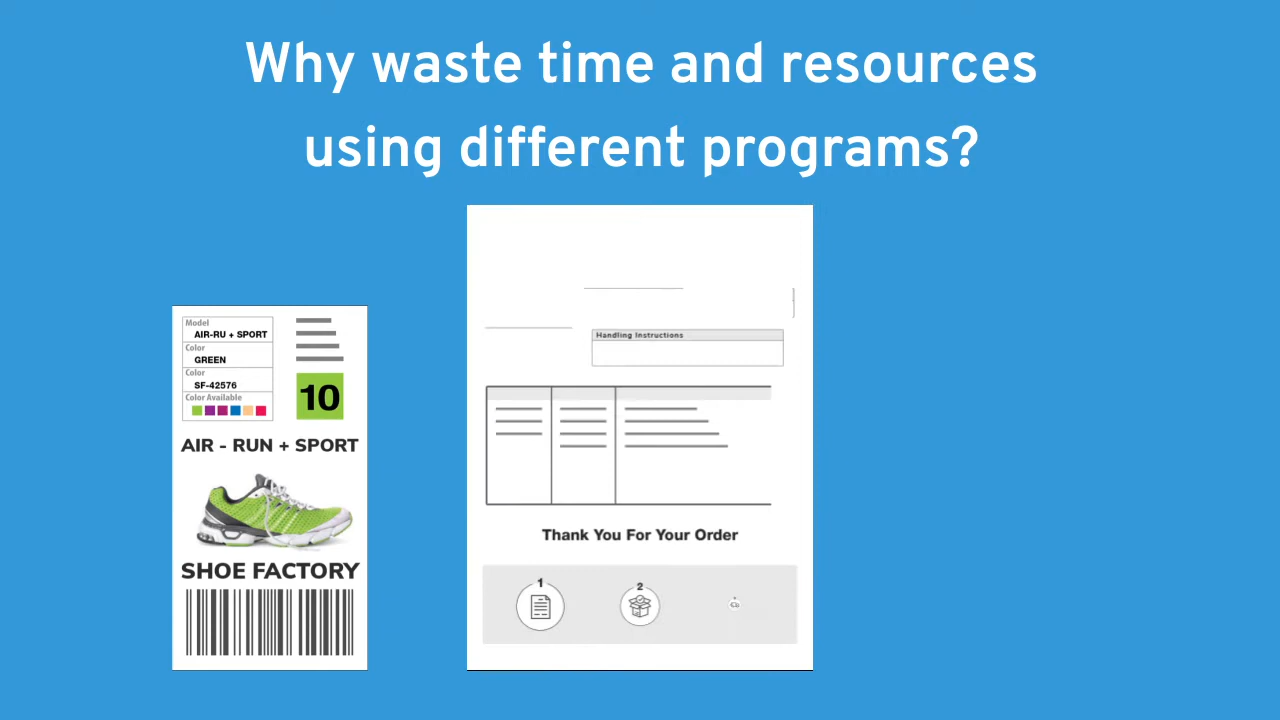 Why waste time and resources
using different programs?
Model
AIR-RU + SPORT
Color
GREEN
Color
SF-42576
Color Available
10
AIR - RUN + SPORT
SHOE FACTORY
Handling Instructions
Thank You For Your Order
1
2